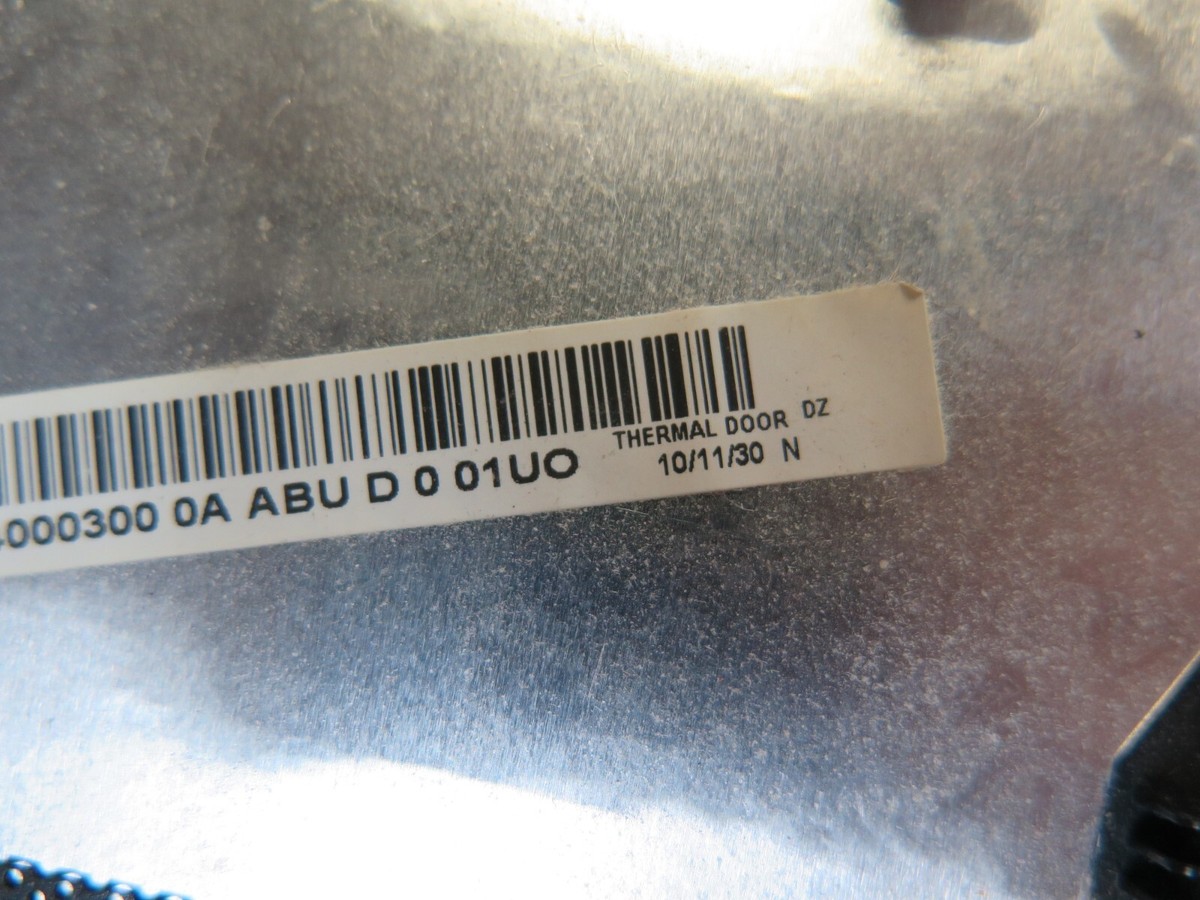 000300 0A ABU D 0 01UO
THERMAL DOOR DZ
10/11/30 N